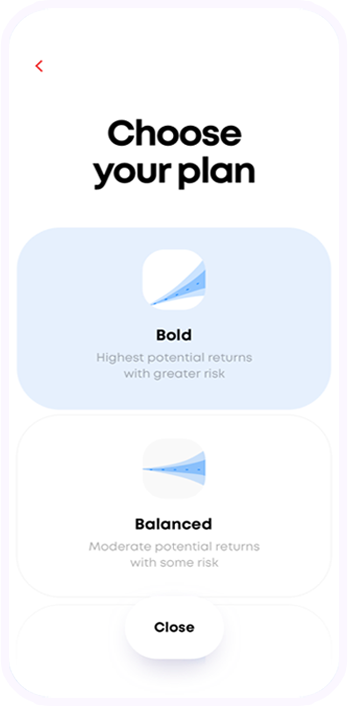 Choose
your plan
Bold
Highest potential returns
with greater risk
Balanced
Moderate potential returns
with some risk
Close